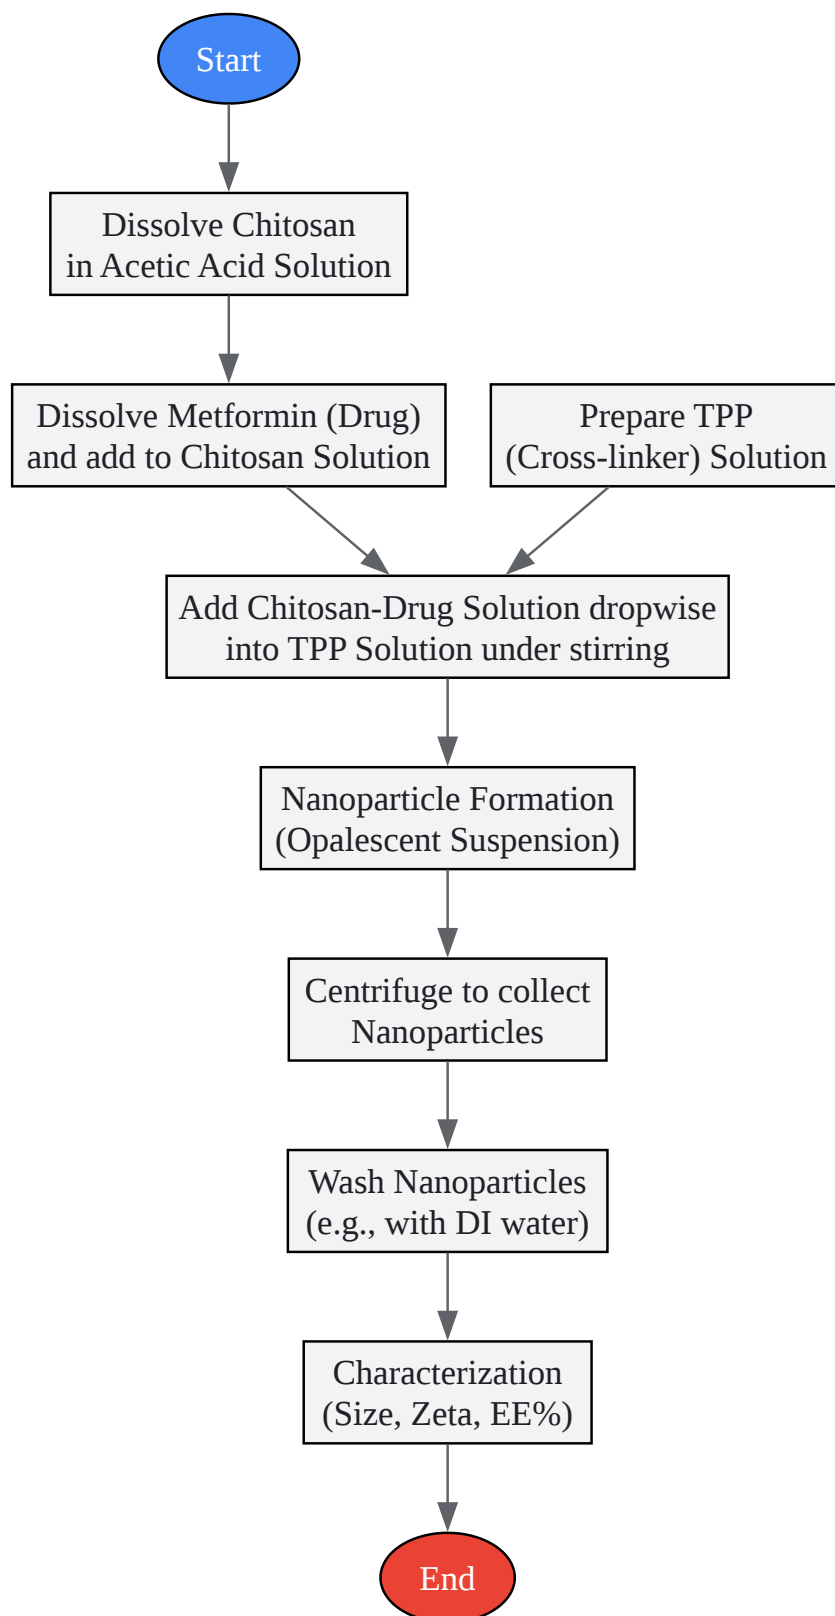 Start
Dissolve Chitosan
in Acetic Acid Solution
Dissolve Metformin (Drug)
and add to Chitosan Solution
Prepare TPP
(Cross-linker) Solution
Add Chitosan-Drug Solution dropwise
into TPP Solution under stirring
Nanoparticle Formation
(Opalescent Suspension)
Centrifuge to collect
Nanoparticles
Wash Nanoparticles
(e.g., with DI water)
Characterization
(Size, Zeta, EE%)
End